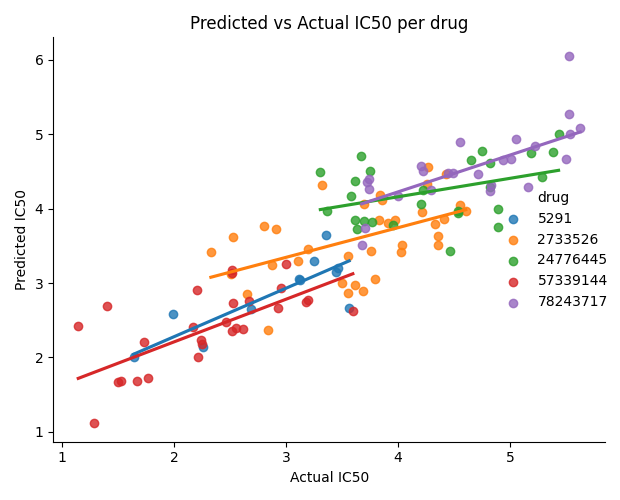 Predicted vs Actual IC50 per drug
6
5
4
3
2
1
Predicted IC50
drug
5291
2733526
24776445
57339144
78243717
1 2 3 4 5
Actual IC50